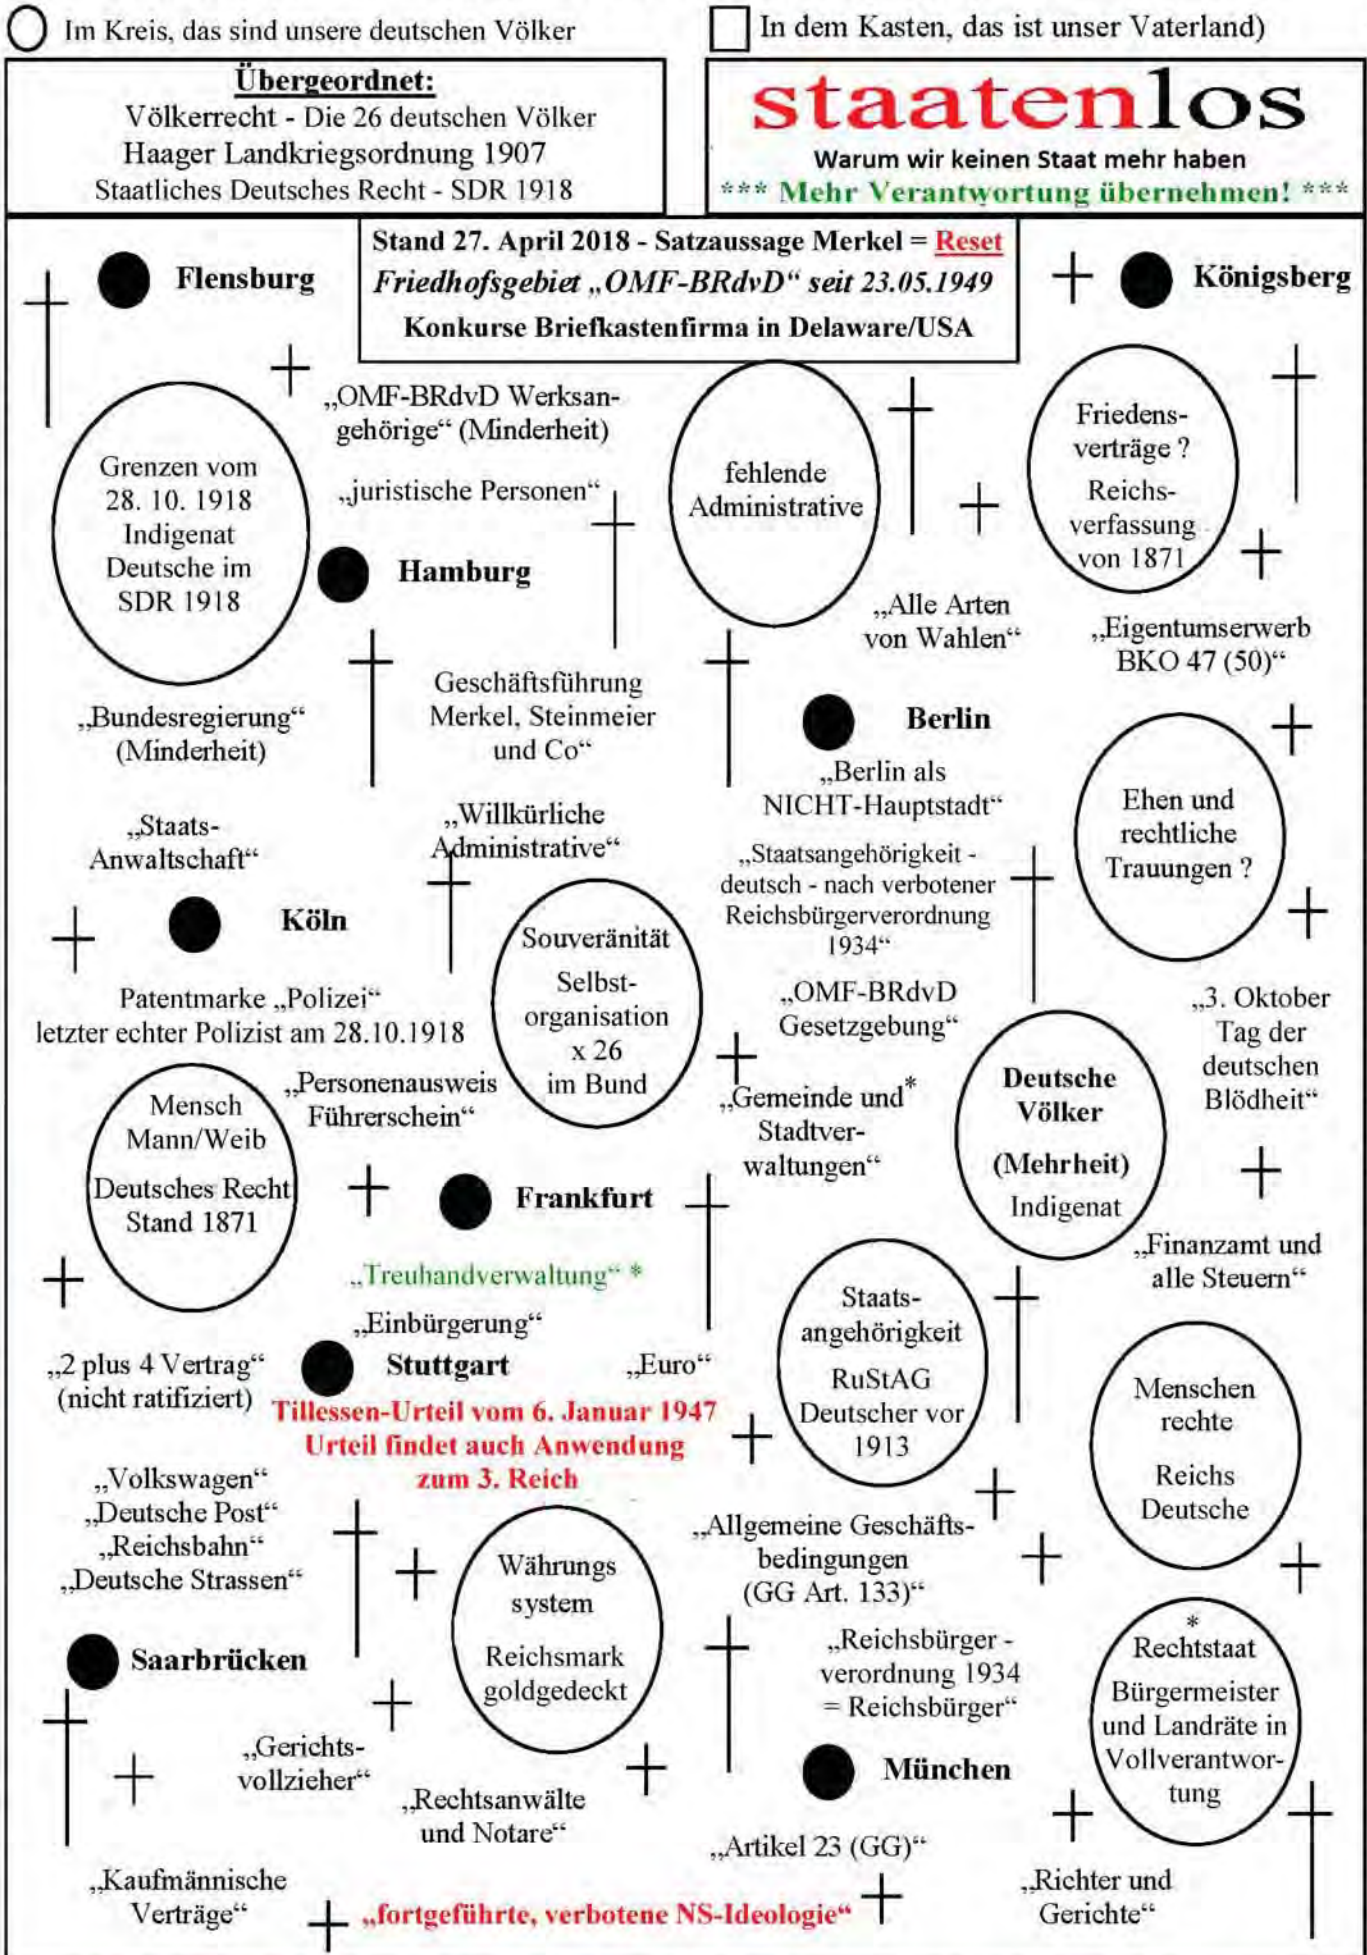 Im Kreis, das sind unsere deutschen Völker
In dem Kasten, das ist unser Vaterland)
Übergeordnet:
Völkerrecht - Die 26 deutschen Völker
Haager Landkriegsordnung 1907
Staatliches Deutsches Recht - SDR 1918
staatenlos
Warum wir keinen Staat mehr haben
*** Mehr Verantwortung übernehmen! ***
Stand 27. April 2018 - Satzaussage Merkel = Reset
Friedhofsgebiet „OMF-BRdvD" seit 23.05.1949
Konkurse Briefkastenfirma in Delaware/USA
Flensburg
Königsberg
„OMF-BRdvD Werksan-
gehörige“ (Minderheit)
„juristische Personen“
Grenzen vom
28. 10. 1918
Indigenat
Deutsche im
SDR 1918
fehlende
Administrative
Friedens-
verträge ?
Reichs-
verfassung
von 1871
Hamburg
„Alle Arten
von Wahlen“
„Eigentumserwerb
BKO 47 (50)“
„Bundesregierung“
(Minderheit)
Geschäftsführung
Merkel, Steinmeier
und Co“
Berlin
„Berlin als
NICHT-Hauptstadt“
Ehen und
rechtliche
Trauungen ?
„Staats-
Anwaltschaft“
„Willkürliche
Administrative“
„Staatsangehörigkeit -
deutsch - nach verbotener
Reichsbürgerverordnung
1934“
Köln
Souveränität
Selbst-
organisation
x 26
im Bund
Patentmarke „Polizei“
letzter echter Polizist am 28.10.1918
„OMF-BRdvD
Gesetzgebung“
„3. Oktober
Tag der
deutschen
Blödheit“
Mensch
Mann/Weib
Deutsches Recht
Stand 1871
„Personenausweis
Führerschein“
„Gemeinde und*
Stadtver-
waltungen“
Deutsche
Völker
(Mehrheit)
Indigenat
Frankfurt
„Treuhandverwaltung“ *
„Einbürgerung“
„Finanzamt und
alle Steuern“
Staats-
angehörigkeit
RuStAG
Deutscher vor
1913
„2 plus 4 Vertrag“
(nicht ratifiziert)
Stuttgart
„Euro“
Tillessen-Urteil vom 6. Januar 1947
Urteil findet auch Anwendung
zum 3. Reich
Menschen
rechte
Reichs
Deutsche
„Volkswagen“
„Deutsche Post“
„Reichsbahn“
„Deutsche Strassen“
Währungs
system
Reichsmark
goldgedeckt
„Allgemeine Geschäfts-
bedingungen
(GG Art. 133)“
„Reichsbürger -
verordnung 1934
= Reichsbürger“
*
Rechtstaat
Bürgermeister
und Landräte in
Vollverantwor-
tung
Saarbrücken
„Gerichts-
vollzieher“
München
„Rechtsanwälte
und Notare“
„Artikel 23 (GG)“
„Kaufmännische
Verträge“
„fortgeführte, verbotene NS-Ideologie“
„Richter und
Gerichte“